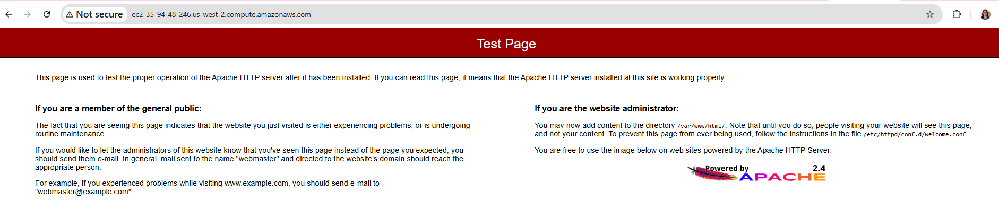 Not secure
ec2-35-94-48-246.us-west-2.compute.amazonaws.com
Test Page
This page is used to test the proper operation of the Apache HTTP server after it has been installed. If you can read this page, it means that the Apache HTTP server installed at this site is working properly.
If you are a member of the general public:
The fact that you are seeing this page indicates that the website you just visited is either experiencing problems, or is undergoing
routine maintenance.
If you would like to let the administrators of this website know that you've seen this page instead of the page you expected, you
should send them e-mail. In general, mail sent to the name "webmaster" and directed to the website's domain should reach the
appropriate person.
For example, if you experienced problems while visiting www.example.com, you should send e-mail to
"webmaster@example.com".
If you are the website administrator:
You may now add content to the directory /var/www/html/. Note that until you do so, people visiting your website will see this page,
and not your content. To prevent this page from ever being used, follow the instructions in the file /etc/httpd/conf.d/welcome.conf.
You are free to use the image below on web sites powered by the Apache HTTP Server:
Powered by 2.4
APACHE